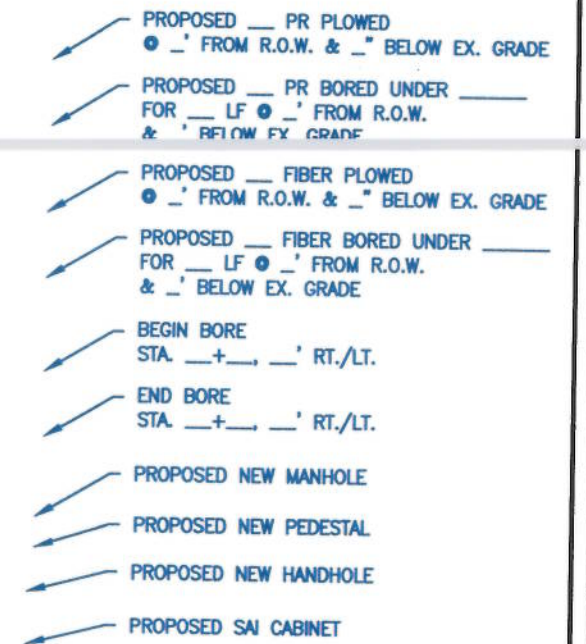 PROPOSED __ PR PLOWED
@ _' FROM R.O.W. & _" BELOW EX. GRADE
PROPOSED __ PR BORED UNDER ______
FOR __ LF @ _' FROM R.O.W.
& _' BELOW EX. GRADE
PROPOSED __ FIBER PLOWED
@ _' FROM R.O.W. & _" BELOW EX. GRADE
PROPOSED __ FIBER BORED UNDER ______
FOR __ LF @ _' FROM R.O.W.
& _' BELOW EX. GRADE
BEGIN BORE
STA. __+__, __' RT./LT.
END BORE
STA. __+__, __' RT./LT.
PROPOSED NEW MANHOLE
PROPOSED NEW PEDESTAL
PROPOSED NEW HANDHOLE
PROPOSED SAI CABINET